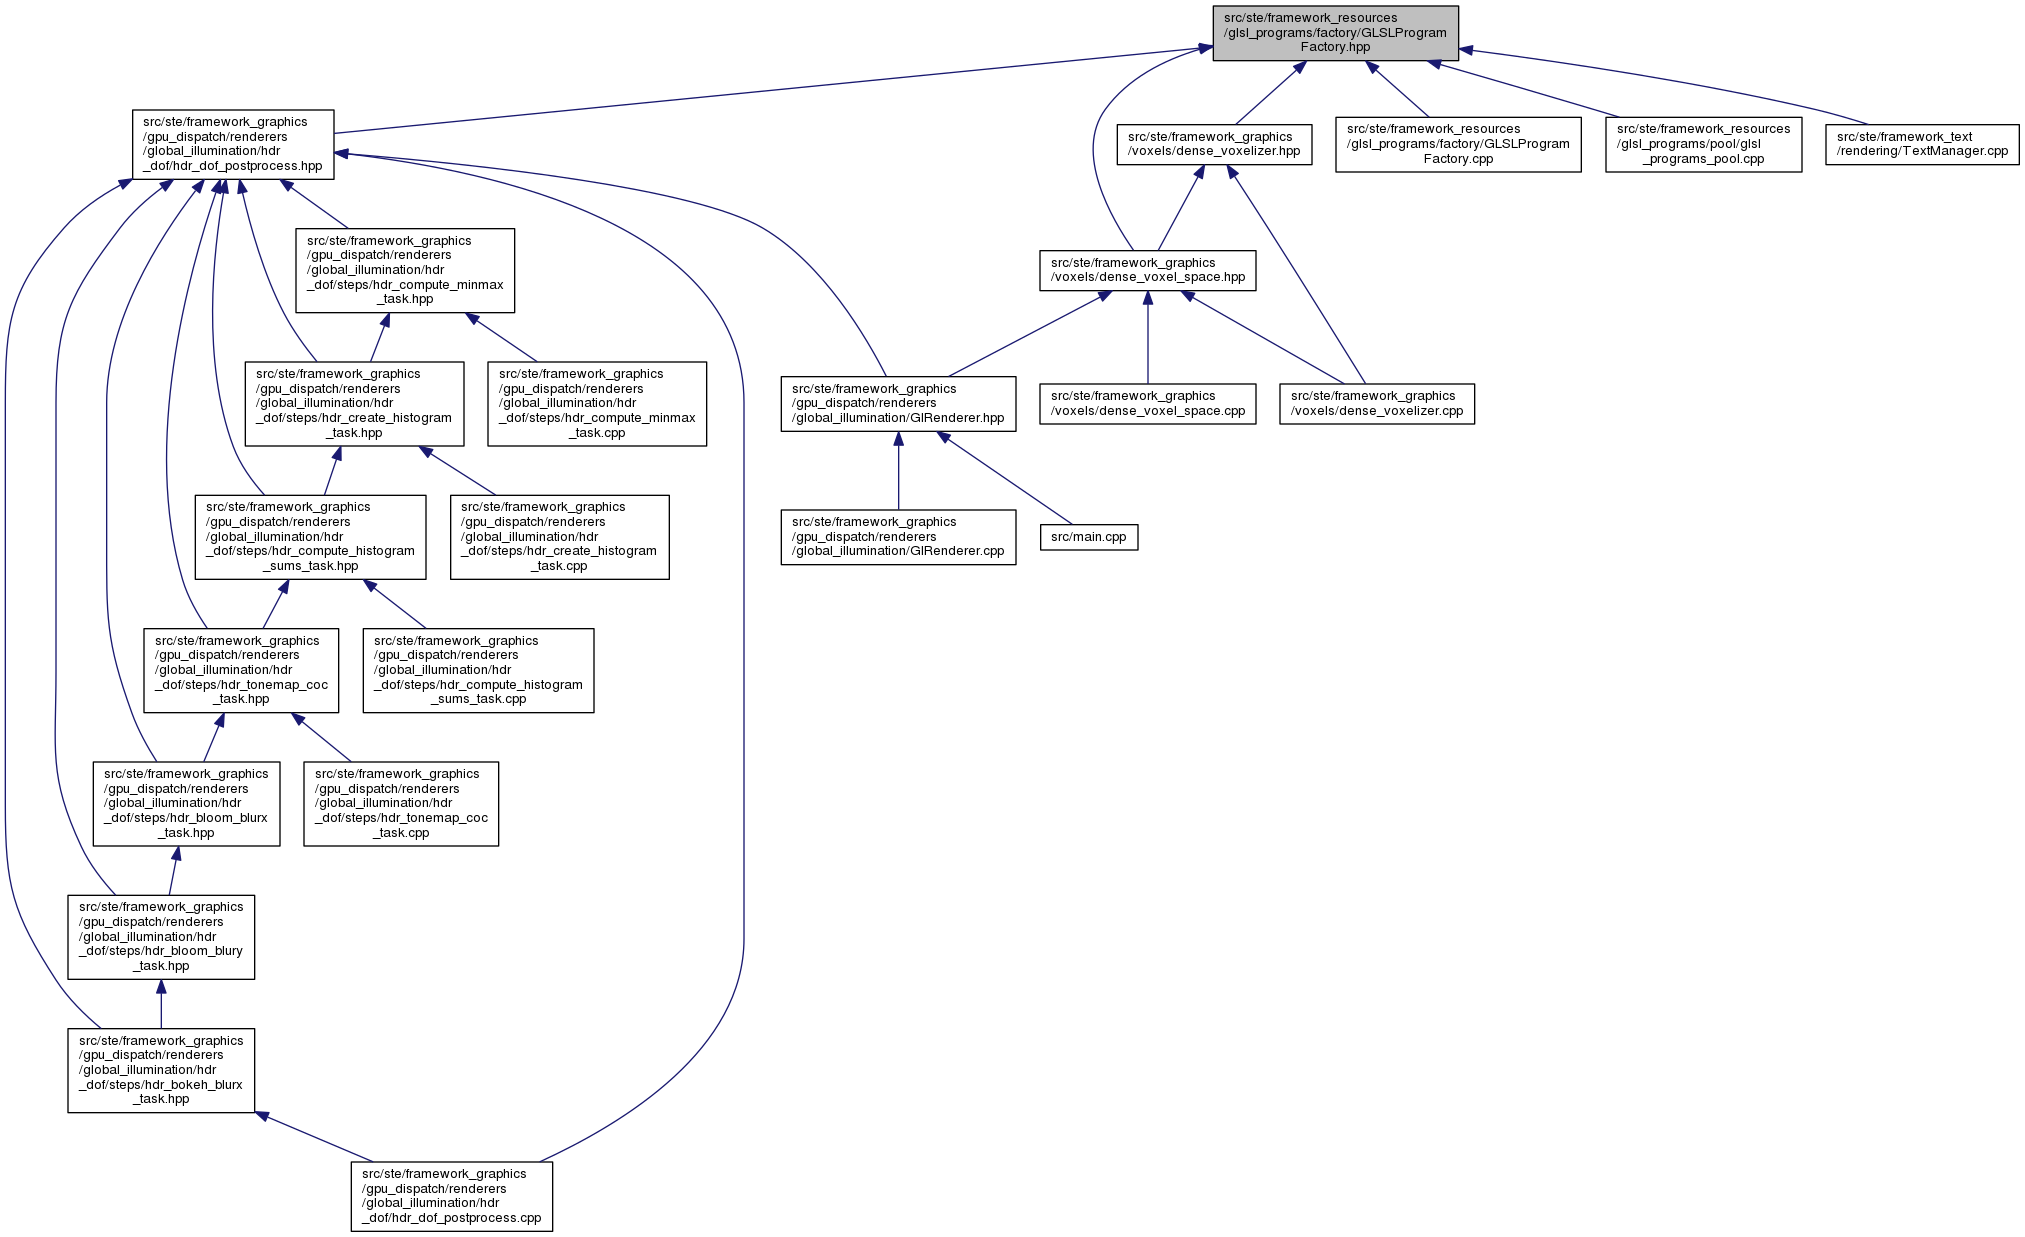 src/ste/framework_resources
/glsl_programs/factory/GLSLProgram
Factory.hpp
src/ste/framework_graphics
/gpu_dispatch/renderers
/global_illumination/hdr
_dof/hdr_dof_postprocess.hpp
src/ste/framework_graphics
/voxels/dense_voxelizer.hpp
src/ste/framework_resources
/glsl_programs/factory/GLSLProgram
Factory.cpp
src/ste/framework_resources
/glsl_programs/pool/glsl
_programs_pool.cpp
src/ste/framework_text
/rendering/TextManager.cpp
src/ste/framework_graphics
/gpu_dispatch/renderers
/global_illumination/hdr
_dof/steps/hdr_compute_minmax
_task.hpp
src/ste/framework_graphics
/voxels/dense_voxel_space.hpp
src/ste/framework_graphics
/gpu_dispatch/renderers
/global_illumination/hdr
_dof/steps/hdr_create_histogram
_task.hpp
src/ste/framework_graphics
/gpu_dispatch/renderers
/global_illumination/hdr
_dof/steps/hdr_compute_minmax
_task.cpp
src/ste/framework_graphics
/gpu_dispatch/renderers
/global_illumination/GIRenderer.hpp
src/ste/framework_graphics
/voxels/dense_voxel_space.cpp
src/ste/framework_graphics
/voxels/dense_voxelizer.cpp
src/ste/framework_graphics
/gpu_dispatch/renderers
/global_illumination/hdr
_dof/steps/hdr_compute_histogram
_sums_task.hpp
src/ste/framework_graphics
/gpu_dispatch/renderers
/global_illumination/hdr
_dof/steps/hdr_create_histogram
_task.cpp
src/ste/framework_graphics
/gpu_dispatch/renderers
/global_illumination/GIRenderer.cpp
src/main.cpp
src/ste/framework_graphics
/gpu_dispatch/renderers
/global_illumination/hdr
_dof/steps/hdr_tonemap_coc
_task.hpp
src/ste/framework_graphics
/gpu_dispatch/renderers
/global_illumination/hdr
_dof/steps/hdr_compute_histogram
_sums_task.cpp
src/ste/framework_graphics
/gpu_dispatch/renderers
/global_illumination/hdr
_dof/steps/hdr_bloom_blurx
_task.hpp
src/ste/framework_graphics
/gpu_dispatch/renderers
/global_illumination/hdr
_dof/steps/hdr_tonemap_coc
_task.cpp
src/ste/framework_graphics
/gpu_dispatch/renderers
/global_illumination/hdr
_dof/steps/hdr_bloom_blury
_task.hpp
src/ste/framework_graphics
/gpu_dispatch/renderers
/global_illumination/hdr
_dof/steps/hdr_bokeh_blurx
_task.hpp
src/ste/framework_graphics
/gpu_dispatch/renderers
/global_illumination/hdr
_dof/hdr_dof_postprocess.cpp